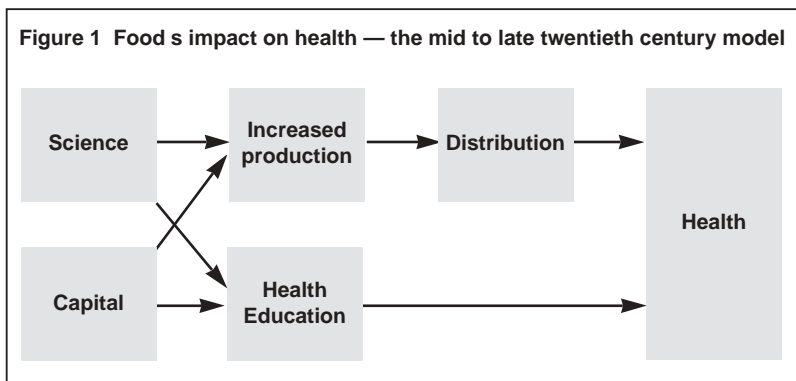 Figure 1 Food s impact on health — the mid to late twentieth century model
Science
Increased
production
Distribution
Health
Capital
Health
Education